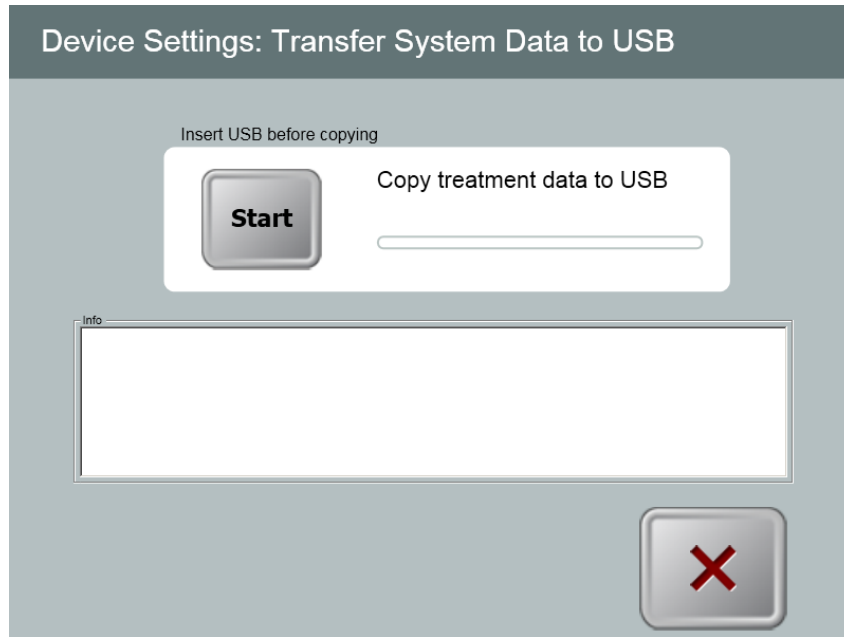 Device Settings: Transfer System Data to USB
Insert USB before copying
Start
Copy treatment data to USB
Info